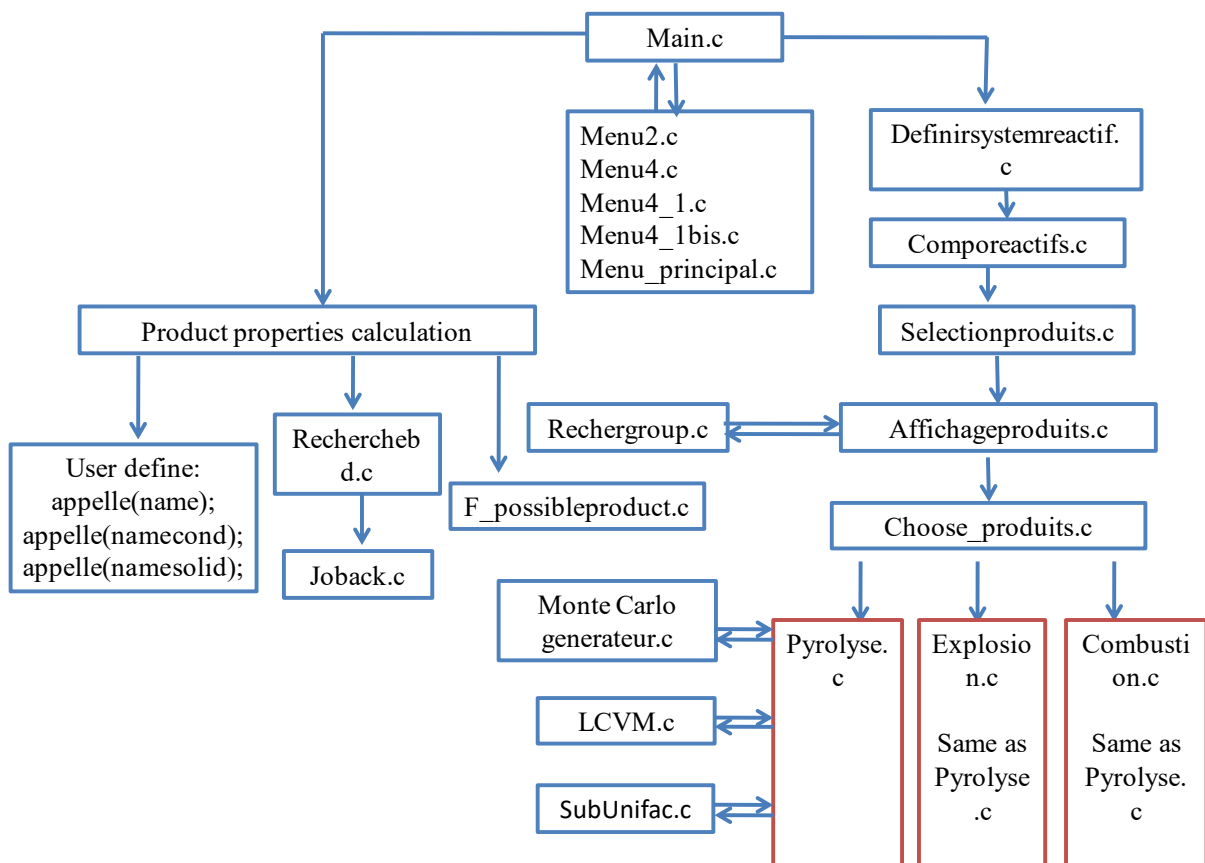 Main.c
Menu2.c
Menu4.c
Menu4_1.c
Menu4_1bis.c
Menu_principal.c
Definirsystemreactif.
c
Comporeactifs.c
Product properties calculation
Selectionproduits.c
User define:
appelle(name);
appelle(namecond);
appelle(namesolid);
Rechercheb
d.c
Joback.c
F_possibleproduct.c
Rechergroup.c
Affichageproduits.c
Choose_produits.c
Monte Carlo
generateur.c
LCVM.c
SubUnifac.c
Pyrolyse.
c
Explosio
n.c
Same as
Pyrolyse
.c
Combusti
on.c
Same as
Pyrolyse.
c